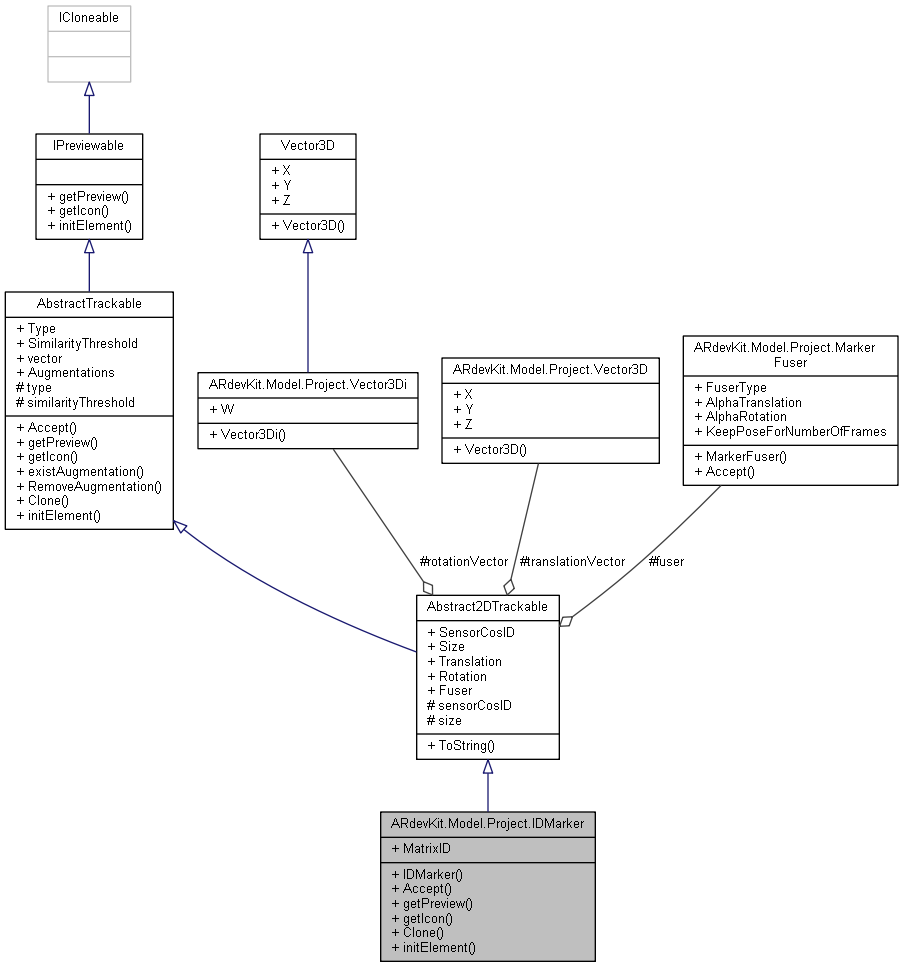 ICloneable
IPreviewable
+ getPreview()
+ getIcon()
+ initElement()
Vector3D
+ X
+ Y
+ Z
+ Vector3D()
AbstractTrackable
+ Type
+ SimilarityThreshold
+ vector
+ Augmentations
# type
# similarityThreshold
+ Accept()
+ getPreview()
+ getIcon()
+ existAugmentation()
+ RemoveAugmentation()
+ Clone()
+ initElement()
ARdevKit.Model.Project.Vector3Di
+ W
+ Vector3Di()
ARdevKit.Model.Project.Vector3D
+ X
+ Y
+ Z
+ Vector3D()
ARdevKit.Model.Project.Marker
Fuser
+ FuserType
+ AlphaTranslation
+ AlphaRotation
+ KeepPoseForNumberOfFrames
+ MarkerFuser()
+ Accept()
#rotationVector
#translationVector
#fuser
Abstract2DTrackable
+ SensorCosID
+ Size
+ Translation
+ Rotation
+ Fuser
# sensorCosID
# size
+ ToString()
ARdevKit.Model.Project.IDMarker
+ MatrixID
+ IDMarker()
+ Accept()
+ getPreview()
+ getIcon()
+ Clone()
+ initElement()